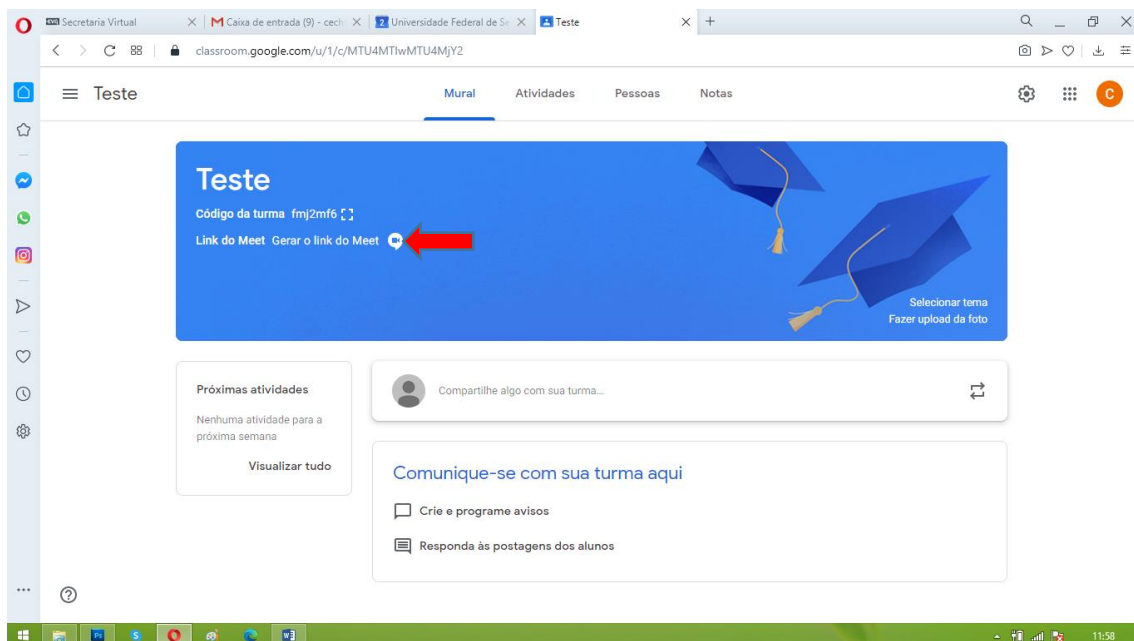 Secretaria Virtual
Caixa de entrada (9) - cech
Universidade Federal de Se
Teste
classroom.google.com/u/1/c/MTU4MTIwMTU4MjY2
Teste
Mural
Atividades
Pessoas
Notas
C
Teste
Código da turma fmj2mf6
Link do Meet Gerar o link do Meet
Selecionar tema
Fazer upload da foto
Próximas atividades
Nenhuma atividade para a
próxima semana
Visualizar tudo
Compartilhe algo com sua turma...
Comunique-se com sua turma aqui
Crie e programe avisos
Responda às postagens dos alunos
11:58